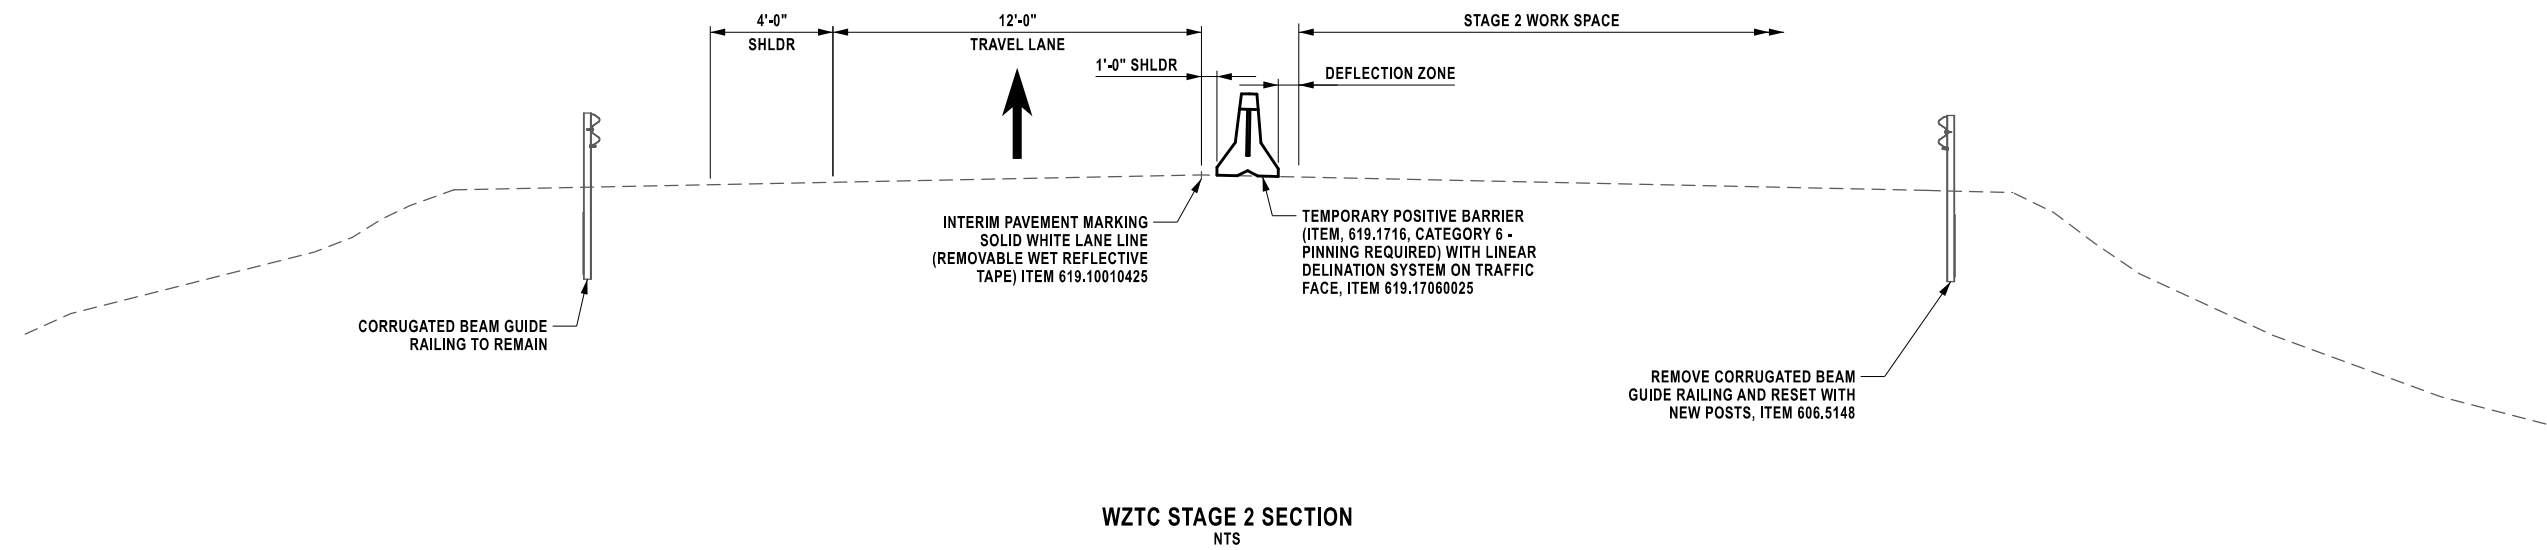 4'-0"
SHLDR
12'-0"
TRAVEL LANE
STAGE 2 WORK SPACE
1'-0" SHLDR
DEFLECTION ZONE
INTERIM PAVEMENT MARKING
SOLID WHITE LANE LINE
(REMOVABLE WET REFLECTIVE
TAPE) ITEM 619.10010425
TEMPORARY POSITIVE BARRIER
(ITEM, 619.1716, CATEGORY 6 -
PINNING REQUIRED) WITH LINEAR
DELINATION SYSTEM ON TRAFFIC
FACE, ITEM 619.17060025
CORRUGATED BEAM GUIDE
RAILING TO REMAIN
REMOVE CORRUGATED BEAM
GUIDE RAILING AND RESET WITH
NEW POSTS, ITEM 606.5148
WZTC STAGE 2 SECTION
NTS